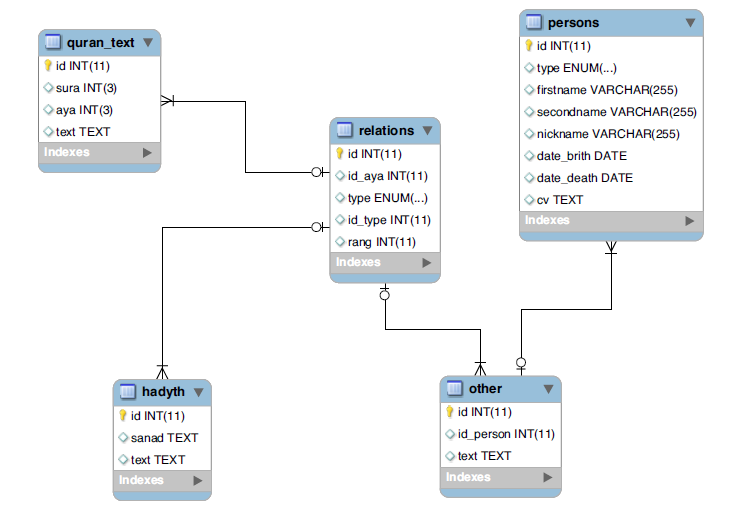 quran_text
id INT(11)
sura INT(3)
aya INT(3)
text TEXT
Indexes
persons
id INT(11)
type ENUM(...)
firstname VARCHAR(255)
secondname VARCHAR(255)
nickname VARCHAR(255)
date_brith DATE
date_death DATE
cv TEXT
Indexes
relations
id INT(11)
id_aya INT(11)
type ENUM(...)
id_type INT(11)
rang INT(11)
Indexes
hadyth
id INT(11)
sanad TEXT
text TEXT
Indexes
other
id INT(11)
id_person INT(11)
text TEXT
Indexes